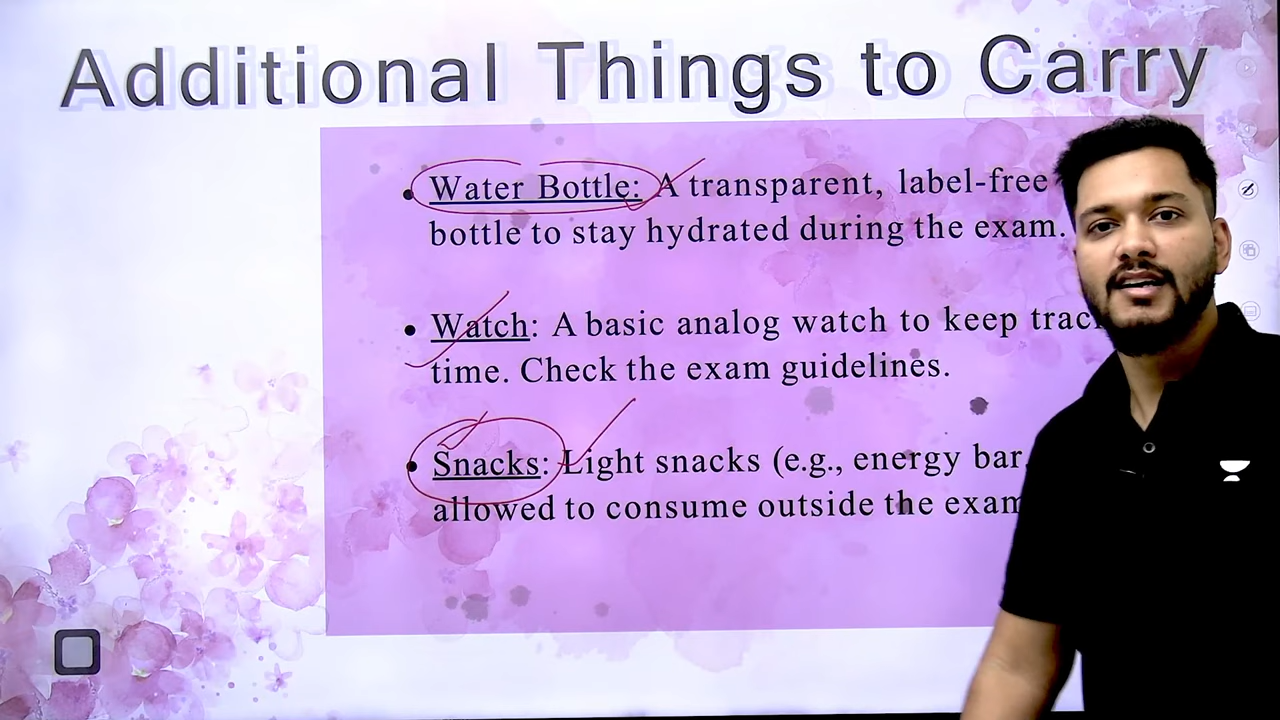 Additional Things to Carry
• Water Bottle: A transparent, label-free
bottle to stay hydrated during the exam.
• Watch: A basic analog watch to keep
time. Check the exam guidelines.
• Snacks: Light snacks (e.g., energy bar,
allowed to consume outside the exam